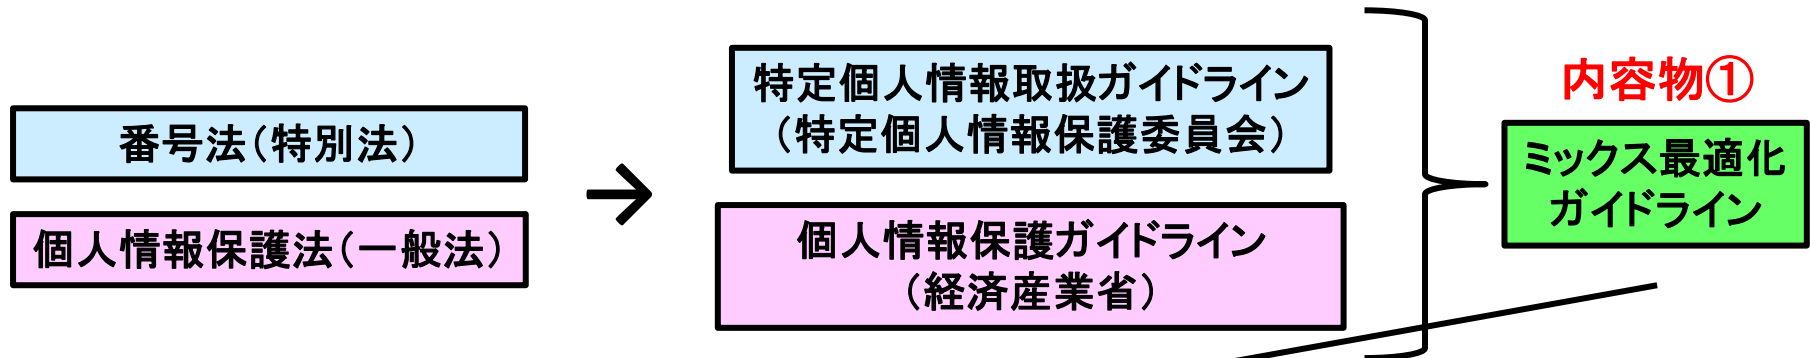 番号法（特別法）
個人情報保護法（一般法）
→
特定個人情報取扱ガイドライン
（特定個人情報保護委員会）
個人情報保護ガイドライン
（経済産業省）
内容物①
ミックス最適化
ガイドライン